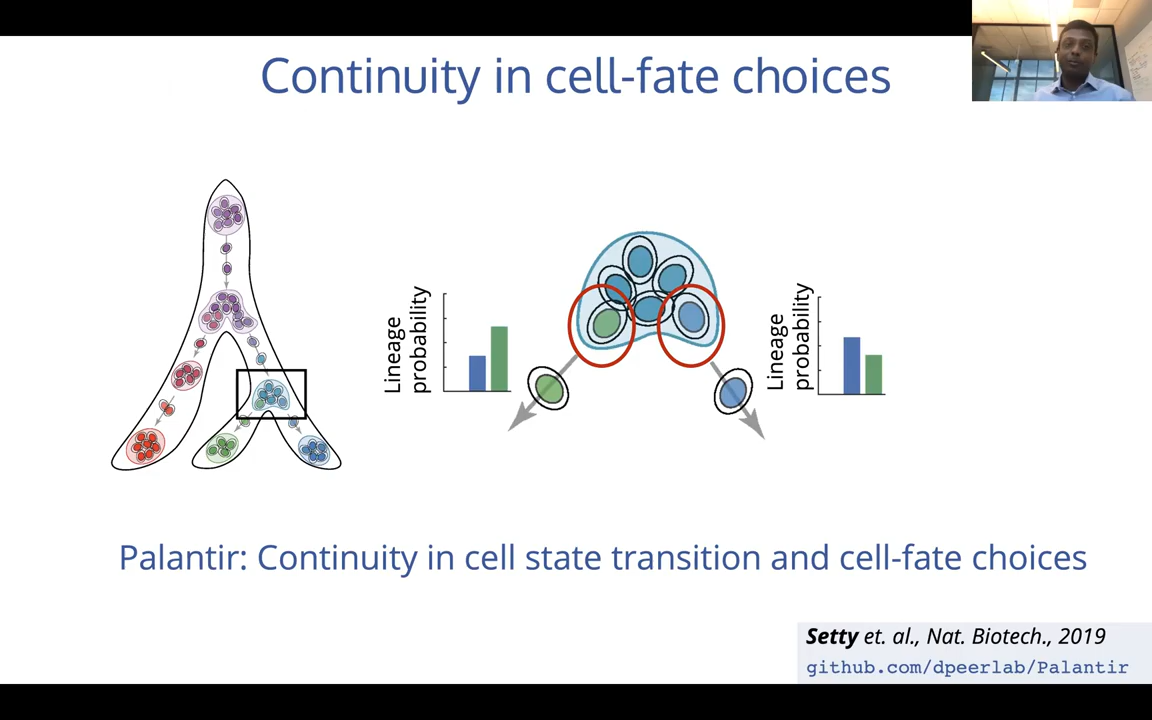 Continuity in cell-fate choices
Lineage
probability
Lineage
probability
Palantir: Continuity in cell state transition and cell-fate choices
Setty et. al., Nat. Biotech., 2019
github.com/dpeerlab/Palantir